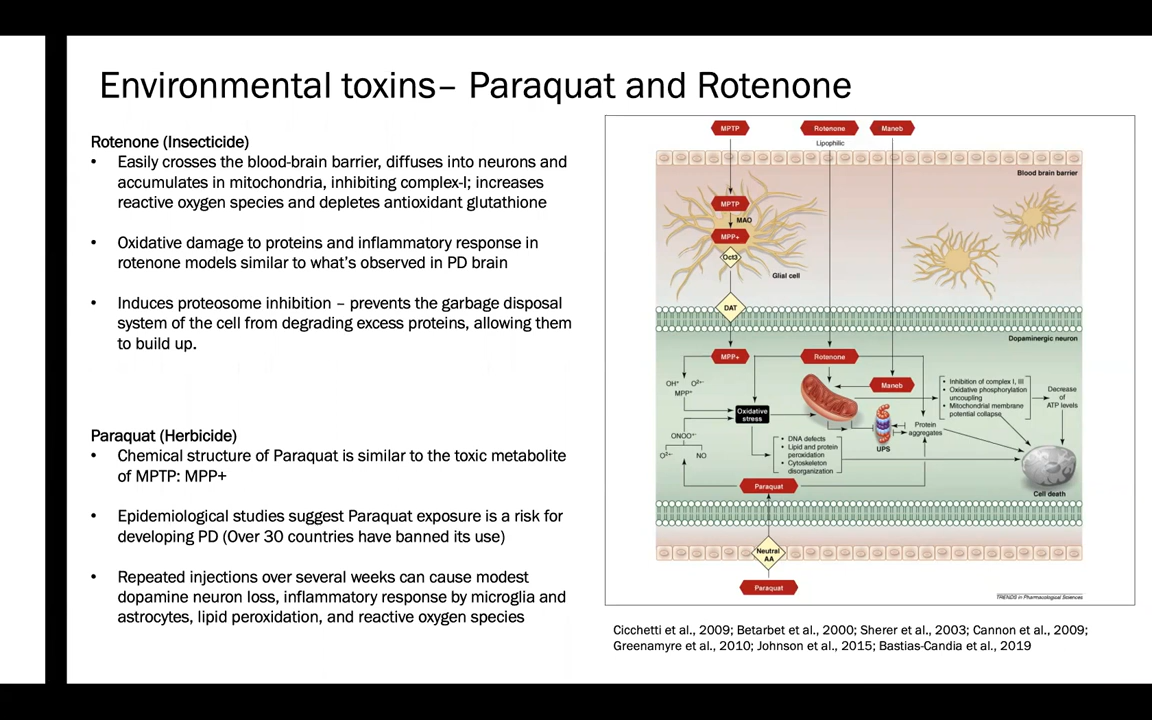 Environmental toxins– Paraquat and Rotenone
Rotenone (Insecticide)
• Easily crosses the blood-brain barrier, diffuses into neurons and
accumulates in mitochondria, inhibiting complex-I; increases
reactive oxygen species and depletes antioxidant glutathione
• Oxidative damage to proteins and inflammatory response in
rotenone models similar to what's observed in PD brain
• Induces proteosome inhibition – prevents the garbage disposal
system of the cell from degrading excess proteins, allowing them
to build up.
Paraquat (Herbicide)
• Chemical structure of Paraquat is similar to the toxic metabolite
of MPTP: MPP+
• Epidemiological studies suggest Paraquat exposure is a risk for
developing PD (Over 30 countries have banned its use)
• Repeated injections over several weeks can cause modest
dopamine neuron loss, inflammatory response by microglia and
astrocytes, lipid peroxidation, and reactive oxygen species
MPTP
Rotenone
Maneb
Lipophilic
Blood brain barrier
MPTP
MAO
MPP+
Oct3
Glial cell
DAT
Dopaminergic neuron
MPP+
Rotenone
Maneb
OH• O2•–
MPP•
Oxidative
stress
• Inhibition of complex I, III
• Oxidative phosphorylation
uncoupling
• Mitochondrial membrane
potential collapse
Decrease
of
ATP levels
Protein
aggregates
UPS
ONOO•–
O2•–
NO
• DNA defects
• Lipid and protein
peroxidation
• Cytoskeleton
disorganization
Paraquat
Cell death
Neutral
AA
Paraquat
TRENDS in Pharmacological Sciences
Cicchetti et al., 2009; Betarbet et al., 2000; Sherer et al., 2003; Cannon et al., 2009;
Greenamyre et al., 2010; Johnson et al., 2015; Bastias-Candia et al., 2019